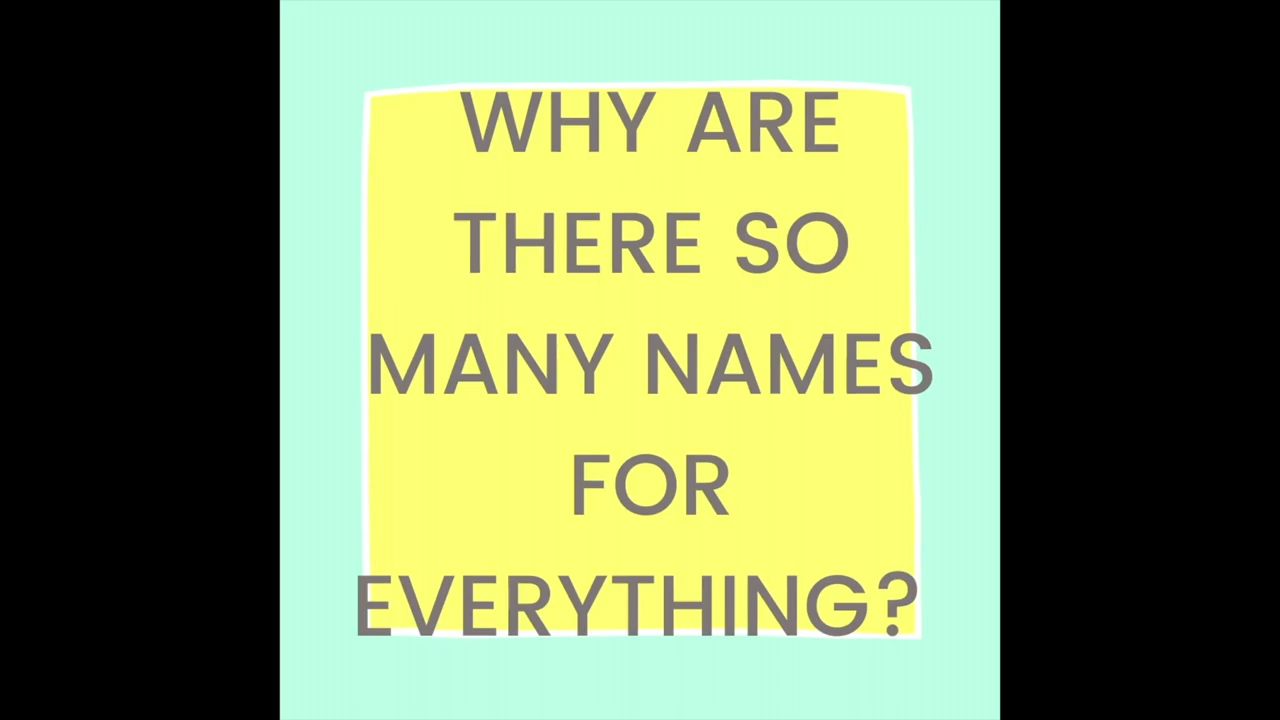 WHY ARE
THERE SO
MANY NAMES
FOR
EVERYTHING?